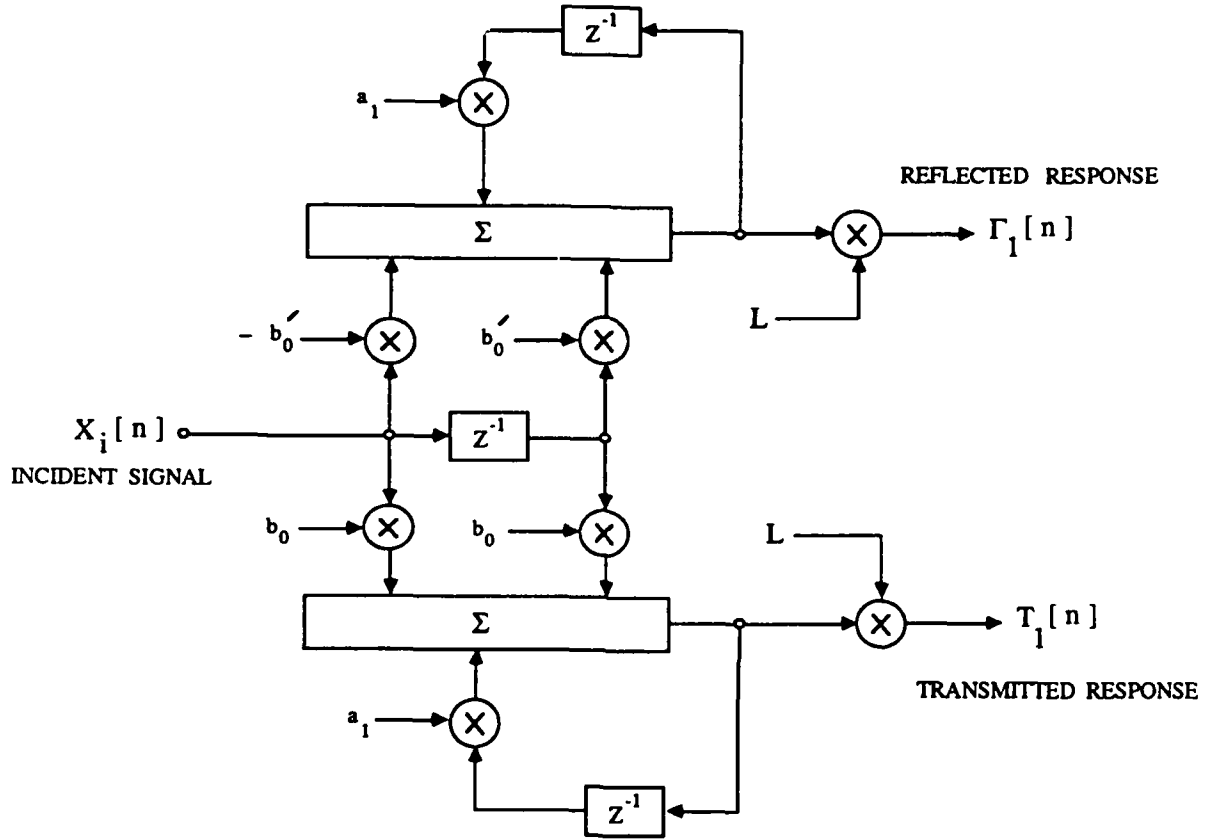 Z⁻¹
a₁
×
REFLECTED RESPONSE
Σ
×
Γ₁[n]
L
- b₀′
×
b₀′
×
Xᵢ[n]
Z⁻¹
INCIDENT SIGNAL
b₀
×
b₀
×
L
Σ
×
T₁[n]
TRANSMITTED RESPONSE
a₁
×
Z⁻¹